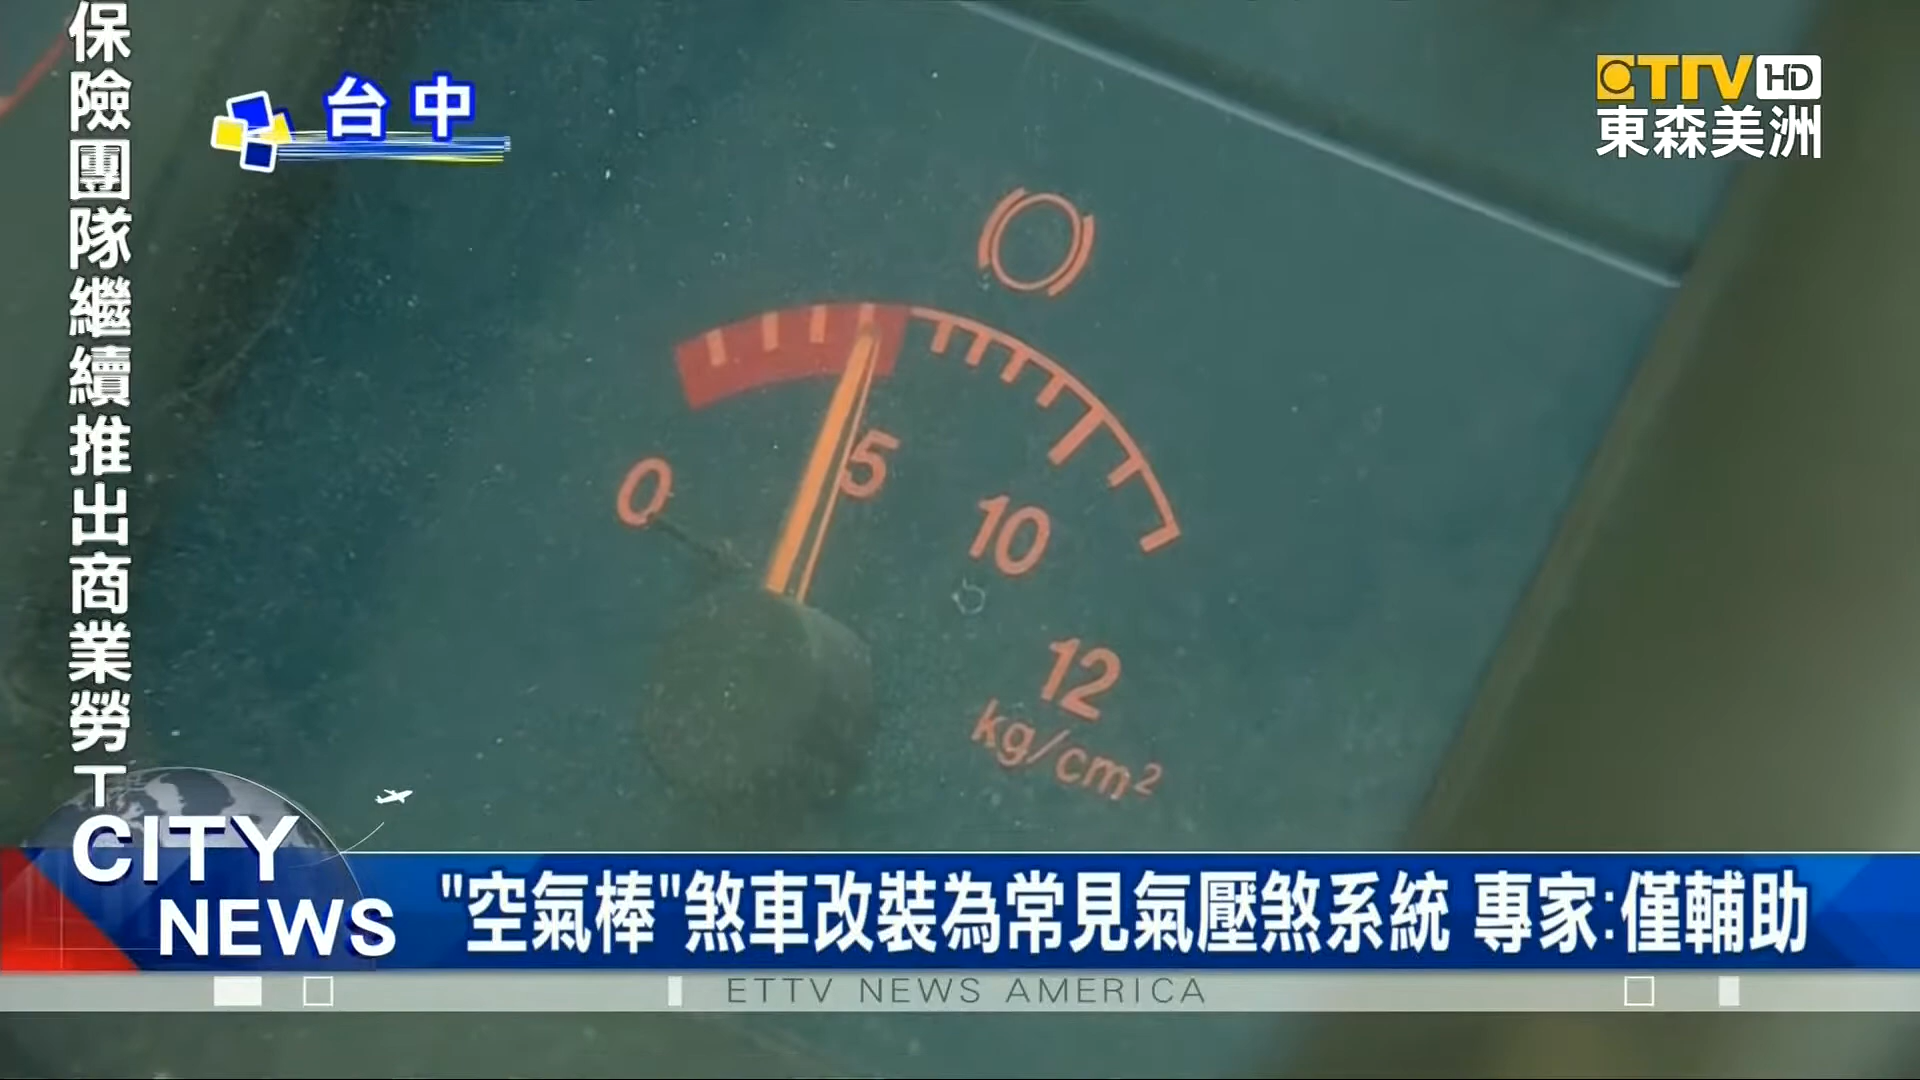 保險團隊繼續推出商業勞T
台中
ETTV HD
東森美洲
0
5
10
12
kg/cm²
CITY
NEWS
"空氣棒"煞車改裝為常見氣壓煞系統 專家:僅輔助
ETTV NEWS AMERICA